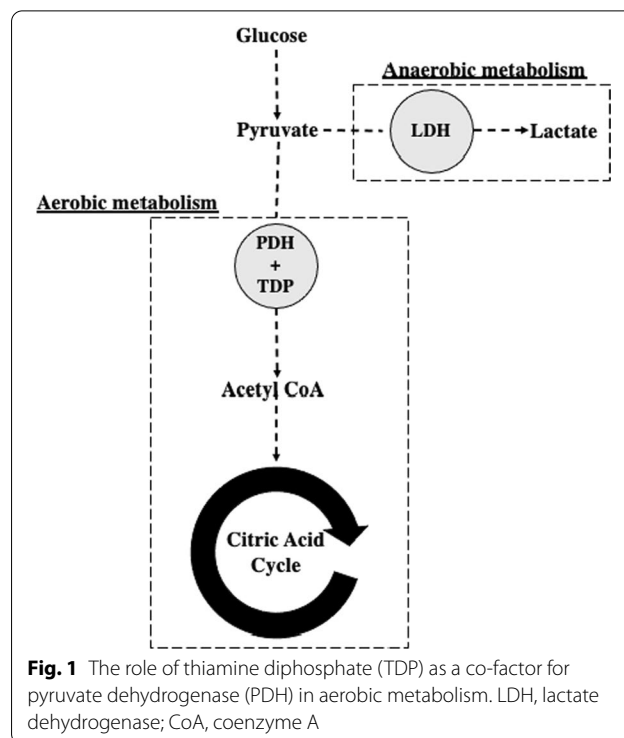 Glucose
Anaerobic metabolism
Pyruvate
LDH
Lactate
Aerobic metabolism
PDH
+
TDP
Acetyl CoA
Citric Acid
Cycle
Fig. 1 The role of thiamine diphosphate (TDP) as a co-factor for
pyruvate dehydrogenase (PDH) in aerobic metabolism. LDH, lactate
dehydrogenase; CoA, coenzyme A